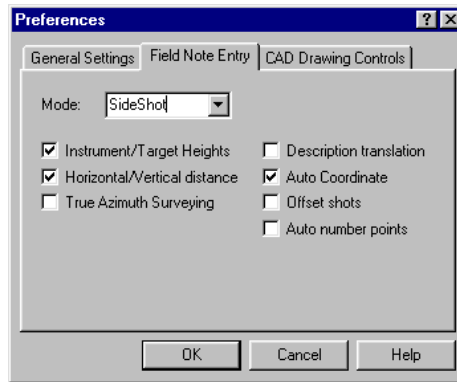 Preferences
General Settings Field Note Entry CAD Drawing Controls
Mode: SideShot
Instrument/Target Heights Description translation
Horizontal/Vertical distance Auto Coordinate
True Azimuth Surveying Offset shots
Auto number points
OK Cancel Help